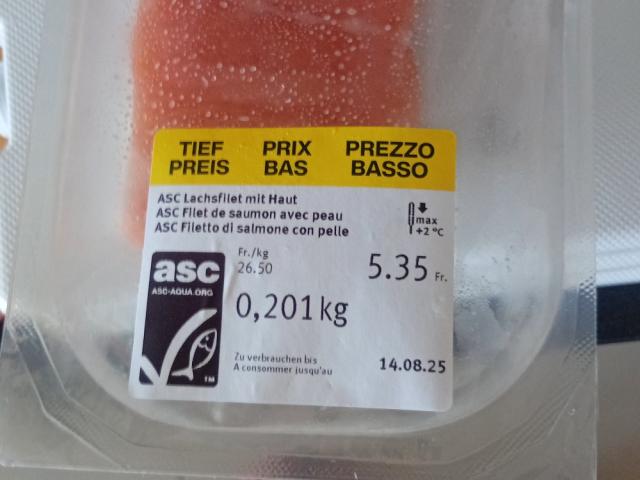 TIEF PREIS
PRIX BAS
PREZZO BASSO
ASC Lachsfilet mit Haut
ASC Filet de saumon avec peau
ASC Filetto di salmone con pelle
max
+2 °C
Fr./kg
26.50
5.35 Fr.
asc
ASC-AQUA.ORG
TM
0,201kg
Zu verbrauchen bis
A consommer jusqu'au
14.08.25